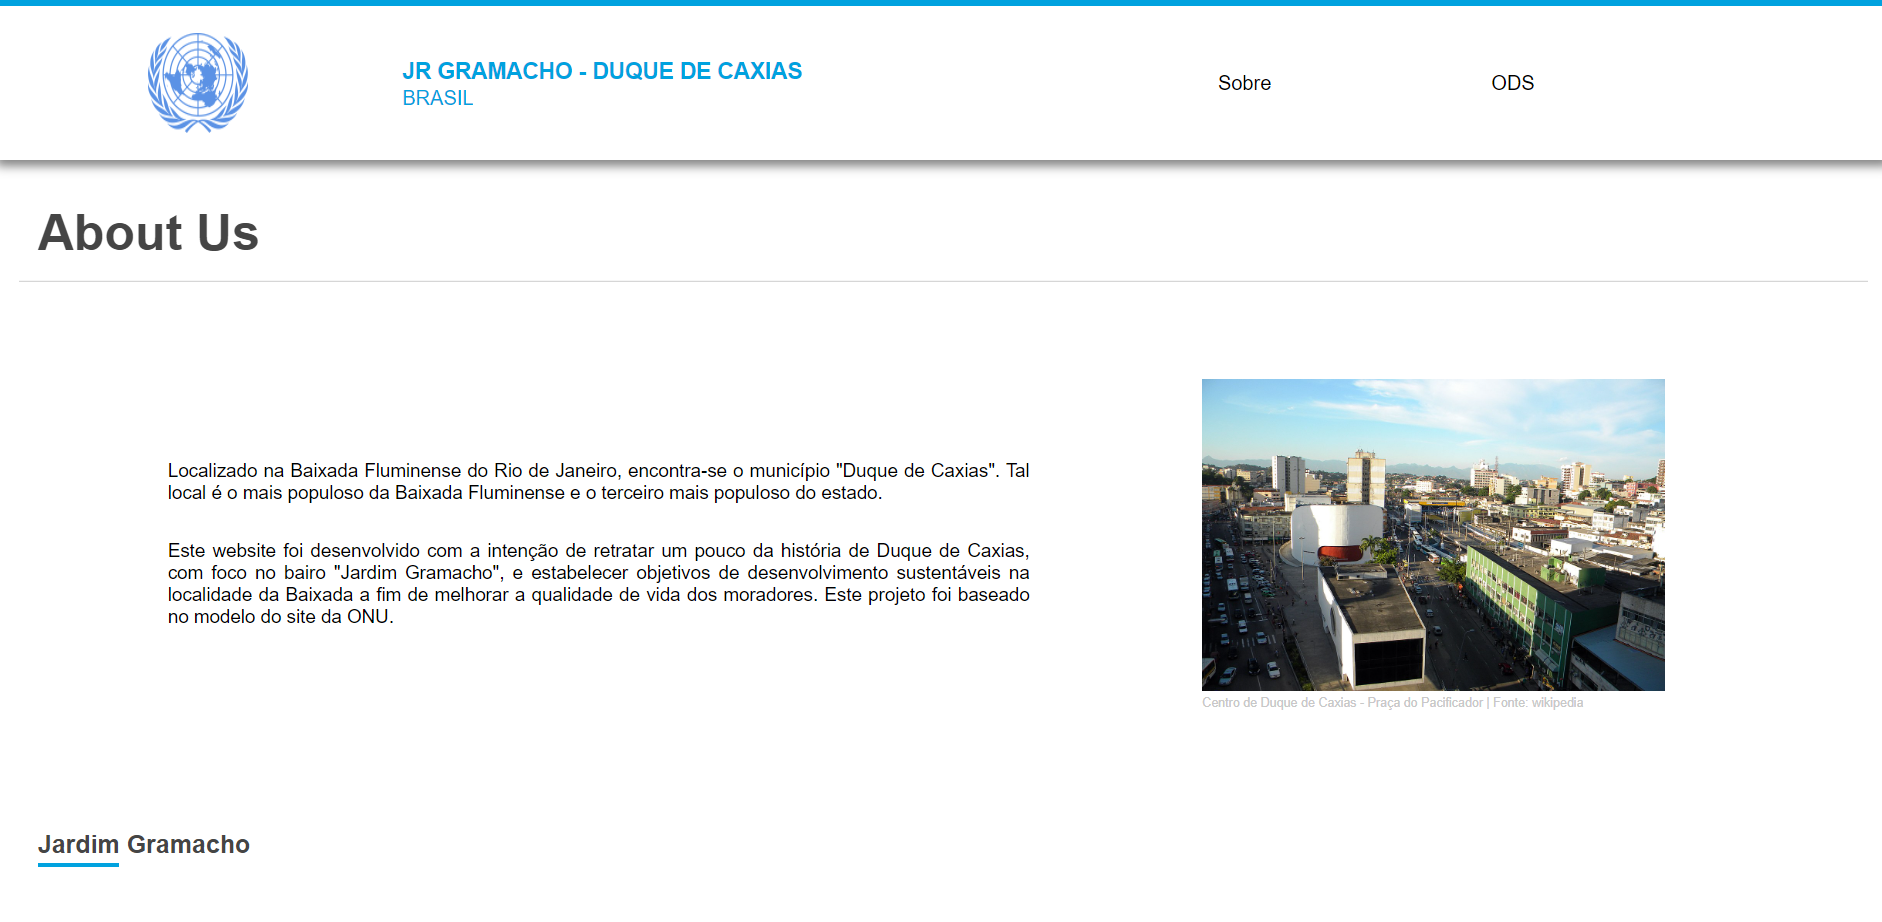 JR GRAMACHO - DUQUE DE CAXIAS
BRASIL
Sobre
ODS
About Us
Localizado na Baixada Fluminense do Rio de Janeiro, encontra-se o município "Duque de Caxias". Tal
local é o mais populoso da Baixada Fluminense e o terceiro mais populoso do estado.
Este website foi desenvolvido com a intenção de retratar um pouco da história de Duque de Caxias,
com foco no bairo "Jardim Gramacho", e estabelecer objetivos de desenvolvimento sustentáveis na
localidade da Baixada a fim de melhorar a qualidade de vida dos moradores. Este projeto foi baseado
no modelo do site da ONU.
Centro de Duque de Caxias - Praça do Pacificador | Fonte: wikipedia
Jardim Gramacho